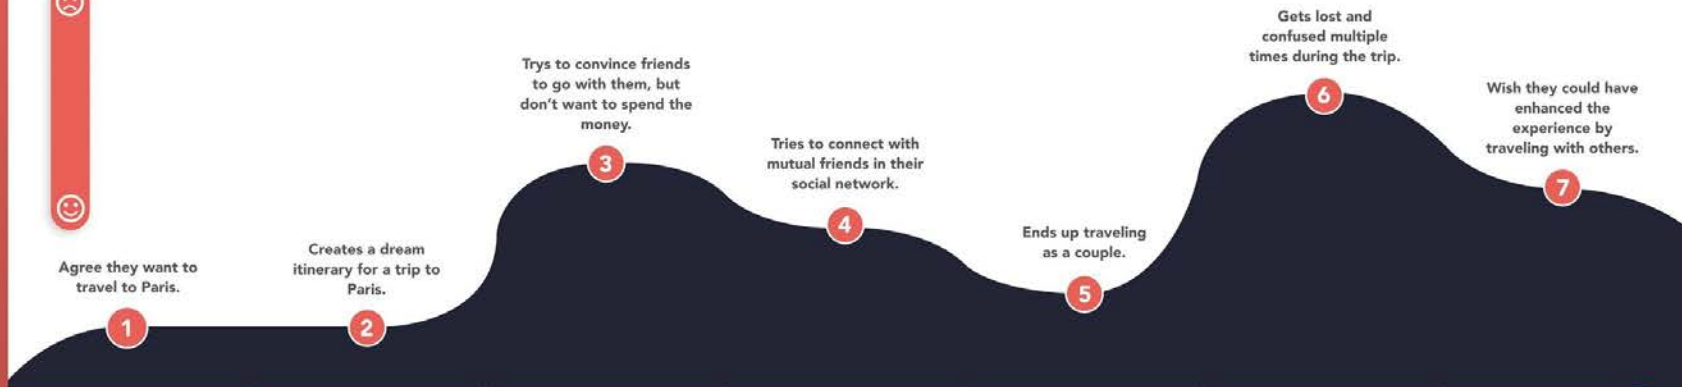 Agree they want to
travel to Paris.
1
Creates a dream
itinerary for a trip to
Paris.
2
Trys to convince friends
to go with them, but
don't want to spend the
money.
3
Tries to connect with
mutual friends in their
social network.
4
Ends up traveling
as a couple.
5
Gets lost and
confused multiple
times during the trip.
6
Wish they could have
enhanced the
experience by
traveling with others.
7